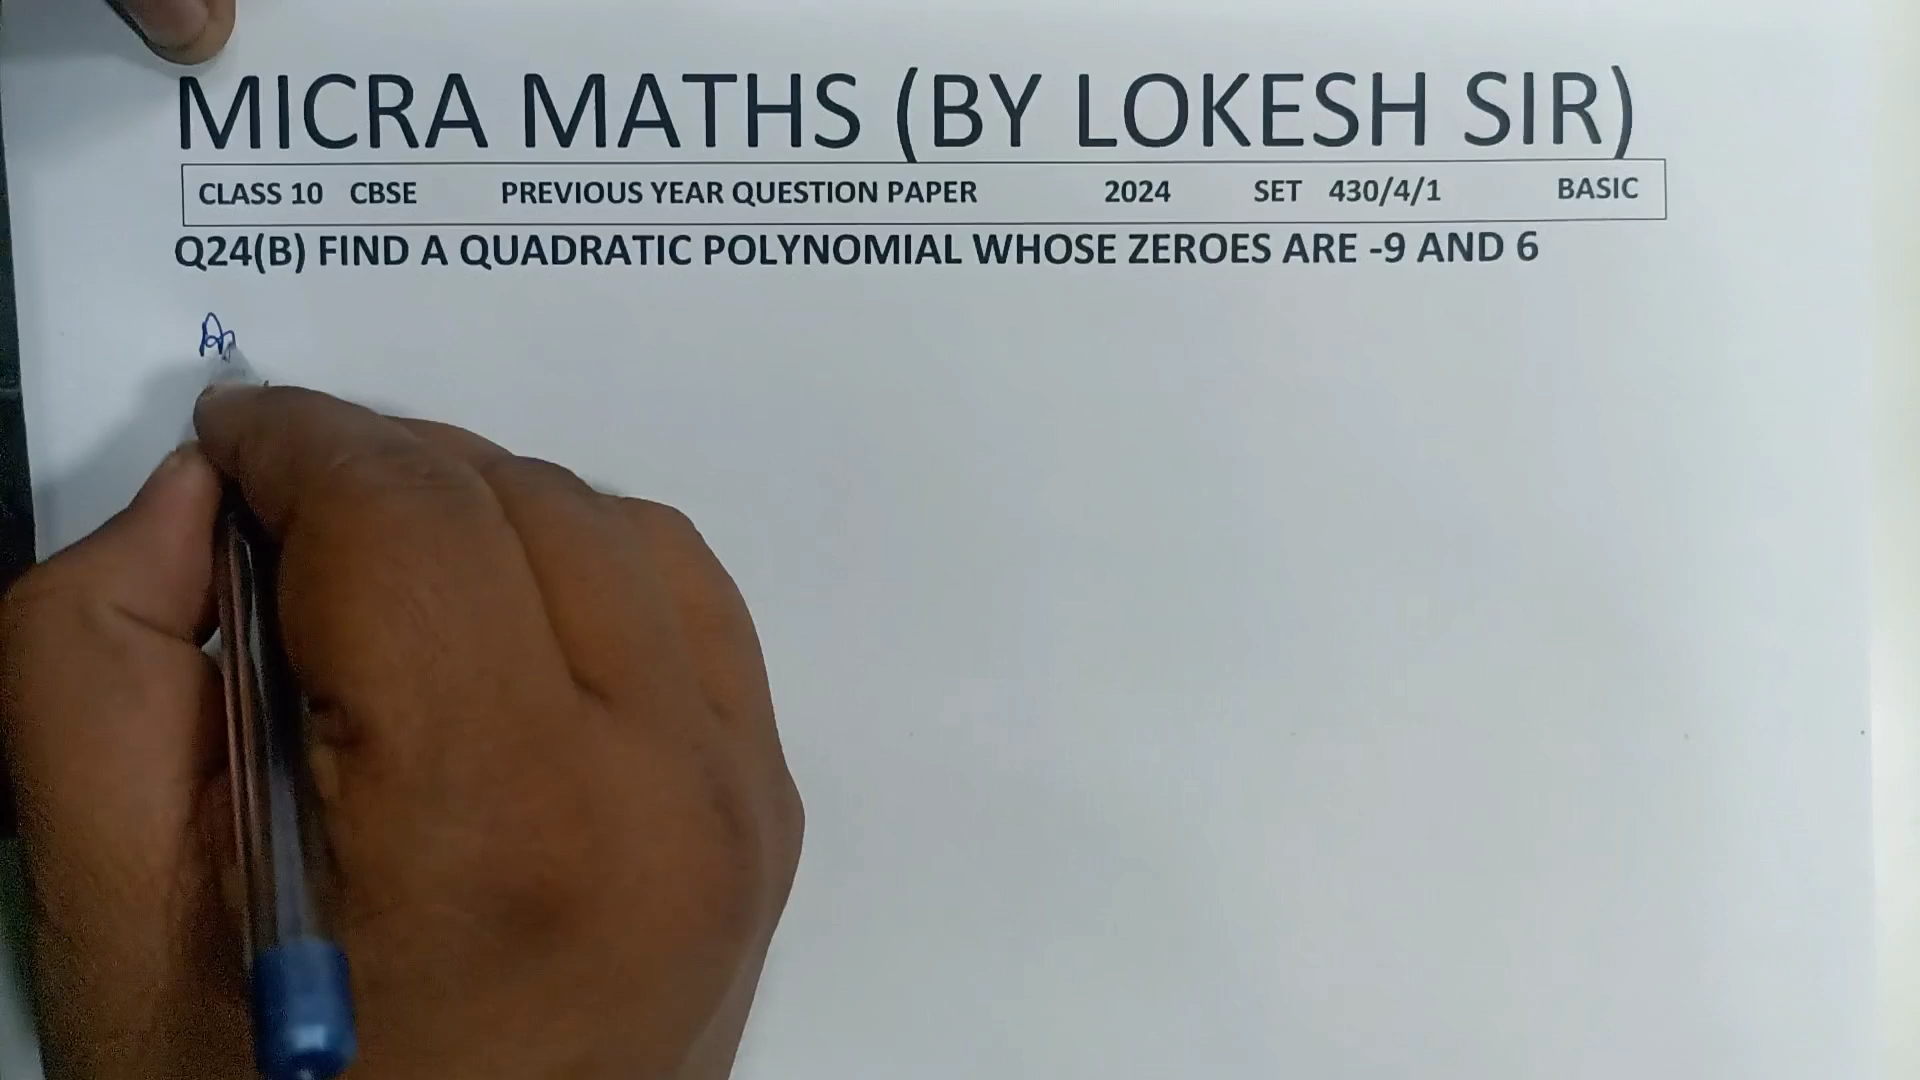 MICRA MATHS (BY LOKESH SIR)
CLASS 10 CBSE PREVIOUS YEAR QUESTION PAPER 2024 SET 430/4/1 BASIC
Q24(B) FIND A QUADRATIC POLYNOMIAL WHOSE ZEROES ARE -9 AND 6